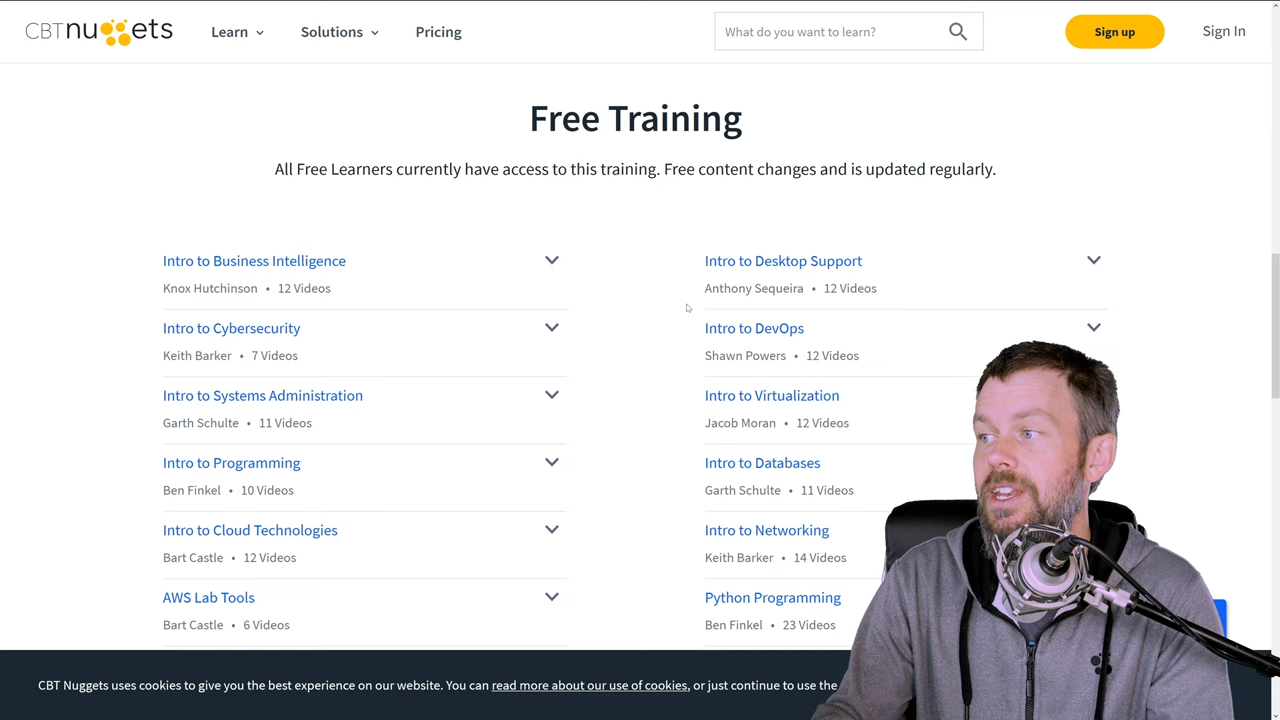 CBTnuggets
Learn
Solutions
Pricing
What do you want to learn?
Sign up
Sign In
Free Training
All Free Learners currently have access to this training. Free content changes and is updated regularly.
Intro to Business Intelligence
Knox Hutchinson • 12 Videos
Intro to Cybersecurity
Keith Barker • 7 Videos
Intro to Systems Administration
Garth Schulte • 11 Videos
Intro to Programming
Ben Finkel • 10 Videos
Intro to Cloud Technologies
Bart Castle • 12 Videos
AWS Lab Tools
Bart Castle • 6 Videos
Intro to Desktop Support
Anthony Sequeira • 12 Videos
Intro to DevOps
Shawn Powers • 12 Videos
Intro to Virtualization
Jacob Moran • 12 Videos
Intro to Databases
Garth Schulte • 11 Videos
Intro to Networking
Keith Barker • 14 Videos
Python Programming
Ben Finkel • 23 Videos
CBT Nuggets uses cookies to give you the best experience on our website. You can read more about our use of cookies, or just continue to use the